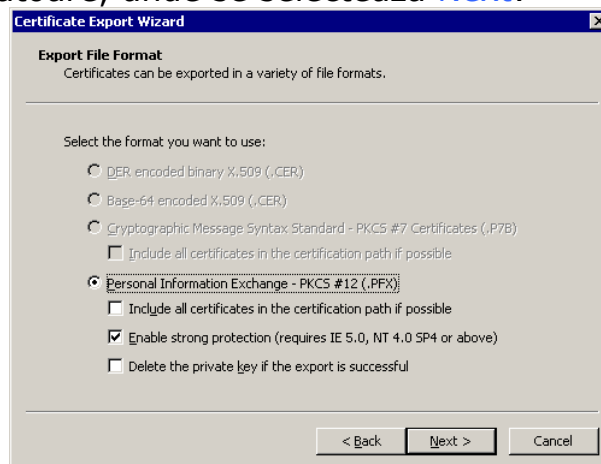 unde se selectează Next.
Certificate Export Wizard
Export File Format
Certificates can be exported in a variety of file formats.
Select the format you want to use:
DER encoded binary X.509 (.CER)
Base-64 encoded X.509 (.CER)
Cryptographic Message Syntax Standard - PKCS #7 Certificates (.P7B)
Include all certificates in the certification path if possible
Personal Information Exchange - PKCS #12 (.PFX)
Include all certificates in the certification path if possible
Enable strong protection (requires IE 5.0, NT 4.0 SP4 or above)
Delete the private key if the export is successful
< Back Next > Cancel